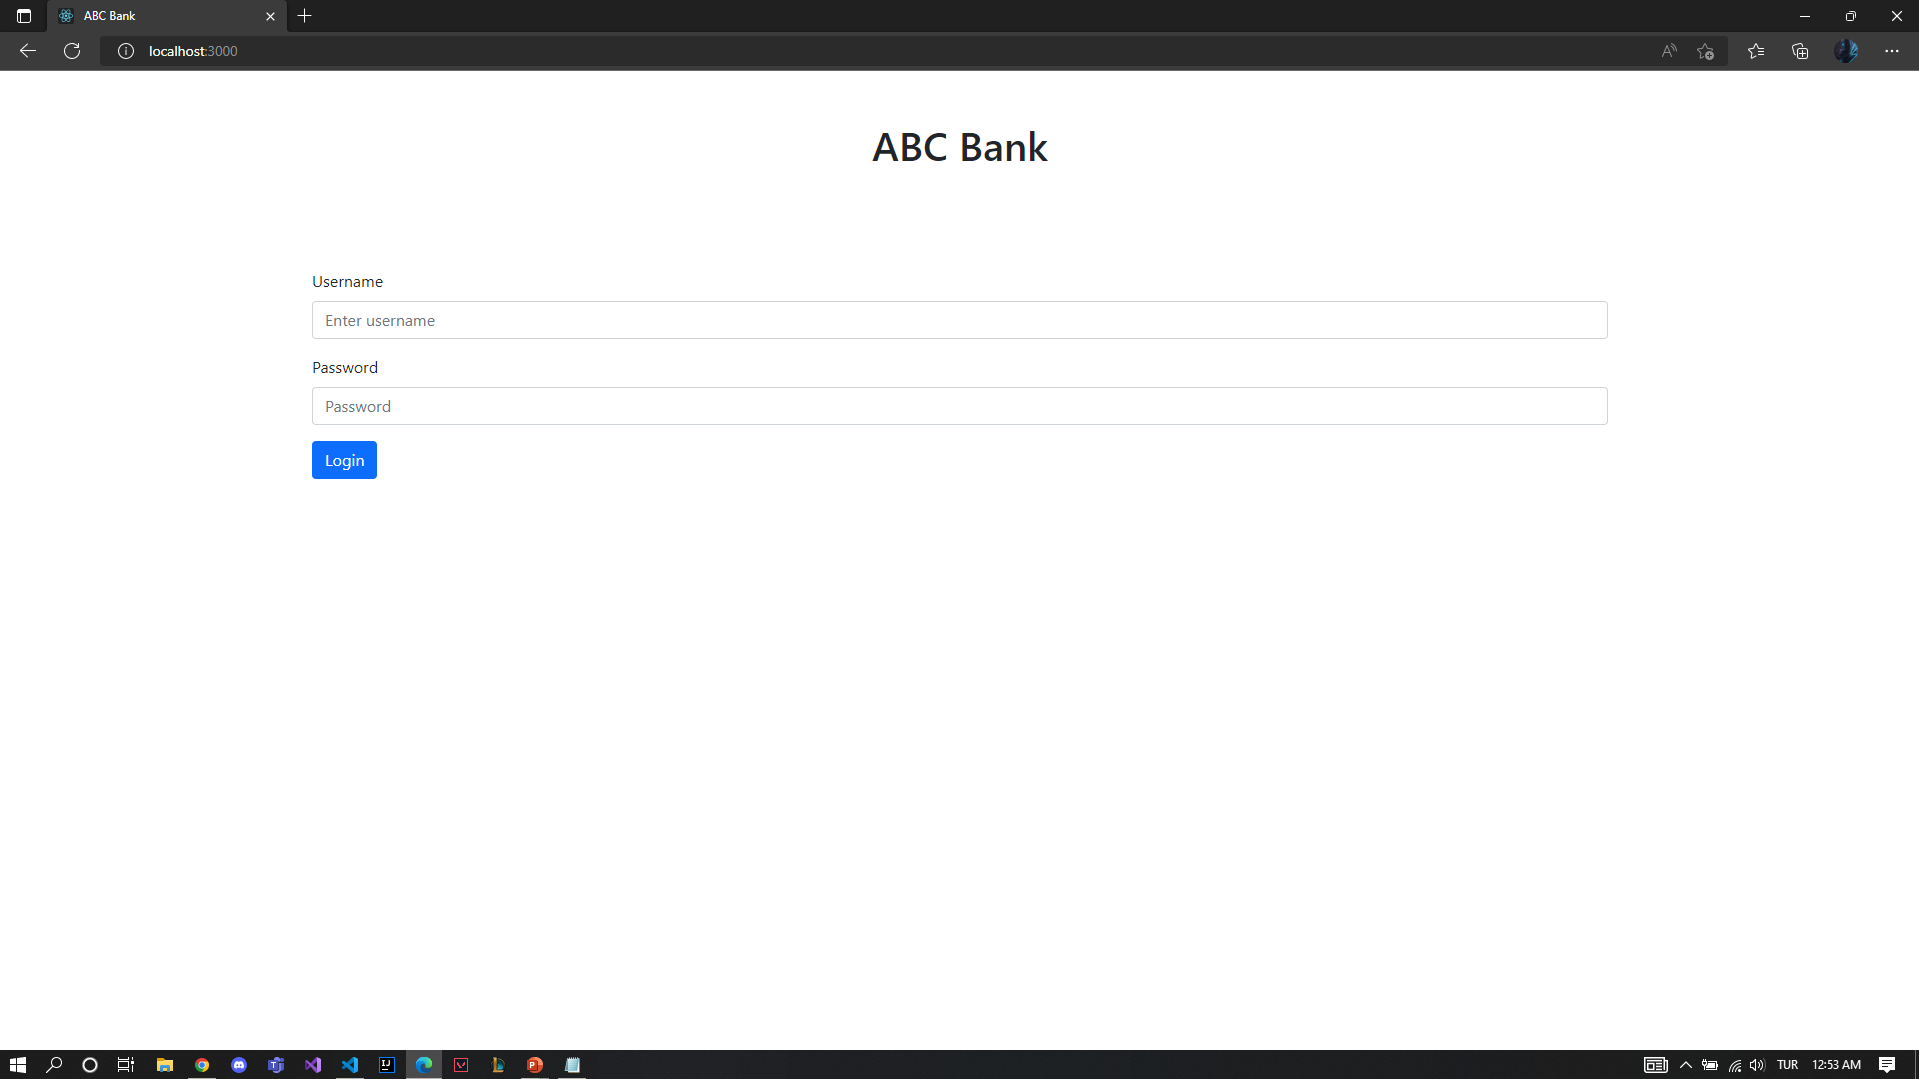 ABC Bank
localhost:3000
ABC Bank
Username
Enter username
Password
Password
Login
TUR
12:53 AM